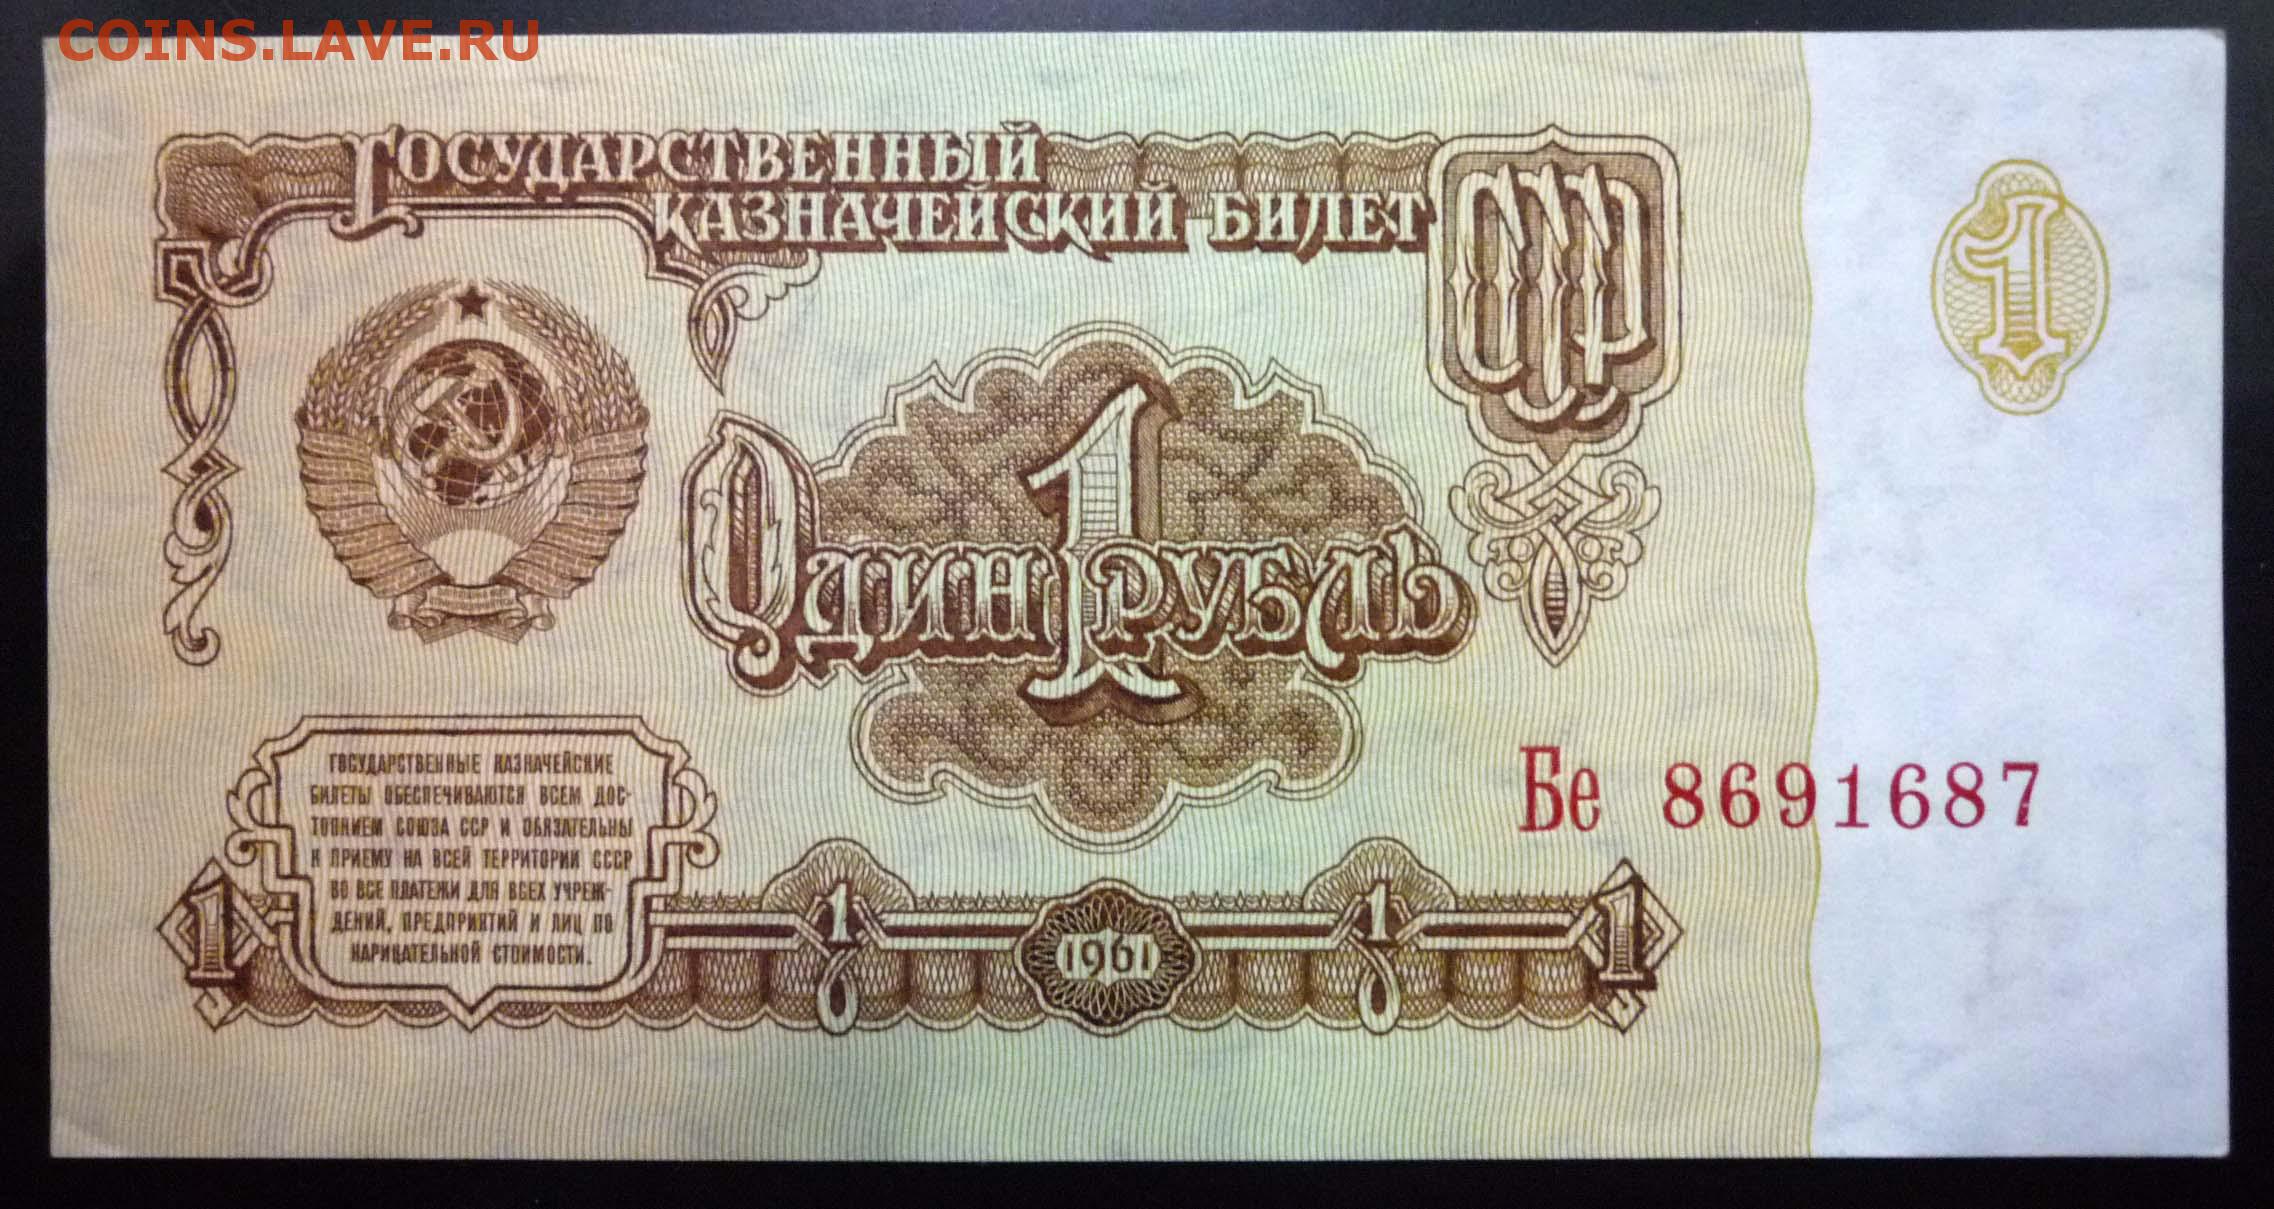 COINS.LAVE.RU
ГОСУДАРСТВЕННЫЙ
КАЗНАЧЕЙСКИЙ БИЛЕТ
СССР
1
1
ОДИН РУБЛЬ
Бе 8691687
ГОСУДАРСТВЕННЫЕ КАЗНАЧЕЙСКИЕ
БИЛЕТЫ ОБЕСПЕЧИВАЮТСЯ ВСЕМ ДОС-
ТОЯНИЕМ СОЮЗА ССР И ОБЯЗАТЕЛЬНЫ
К ПРИЕМУ НА ВСЕЙ ТЕРРИТОРИИ СССР
ВО ВСЕ ПЛАТЕЖИ ДЛЯ ВСЕХ УЧРЕЖ-
ДЕНИЙ, ПРЕДПРИЯТИЙ И ЛИЦ ПО
НАРИЦАТЕЛЬНОЙ СТОИМОСТИ.
1 1 1 1
1961